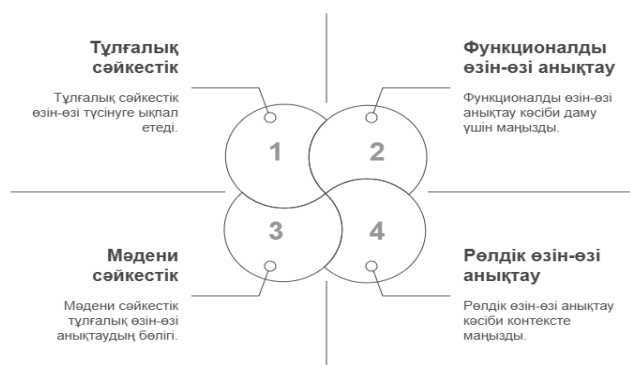 Тұлғалық
сәйкестік
Тұлғалық сәйкестік
өзін-өзі түсінуге ықпал
етеді.
1
Функционалды
өзін-өзі анықтау
Функционалды өзін-өзі
анықтау кәсіби даму
үшін маңызды.
2
Мәдени
сәйкестік
Мәдени сәйкестік
тұлғалық өзін-өзі
анықтаудың бөлігі.
3
Рөлдік өзін-өзі
анықтау
Рөлдік өзін-өзі анықтау
кәсіби контексте
маңызды.
4